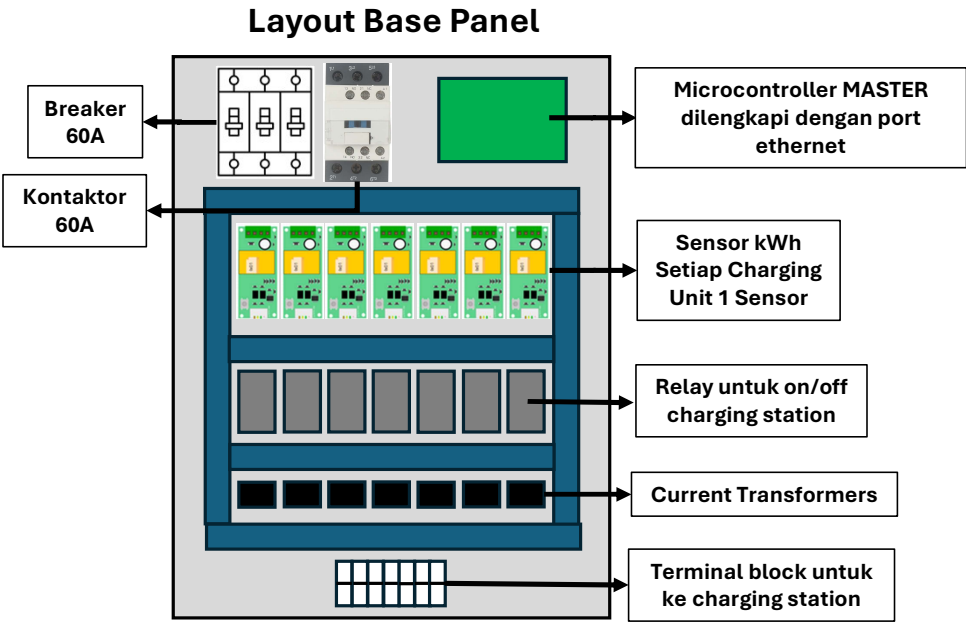 Layout Base Panel
Breaker
60A
Kontaktor
60A
Microcontroller MASTER
dilengkapi dengan port
ethernet
Sensor kWh
Setiap Charging
Unit 1 Sensor
Relay untuk on/off
charging station
Current Transformers
Terminal block untuk
ke charging station